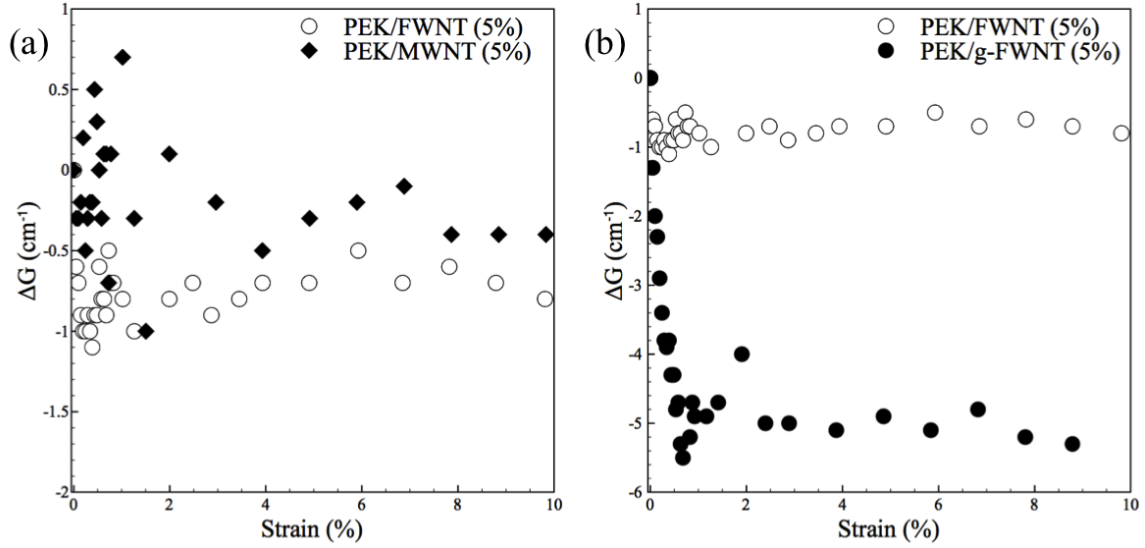 (a)
PEK/FWNT (5%)
PEK/MWNT (5%)
1
0.5
0
-0.5
-1
-1.5
-2
ΔG (cm⁻¹)
0 2 4 6 8 10
Strain (%)
(b)
PEK/FWNT (5%)
PEK/g-FWNT (5%)
0
-1
-2
-3
-4
-5
-6
ΔG (cm⁻¹)
0 2 4 6 8 10
Strain (%)